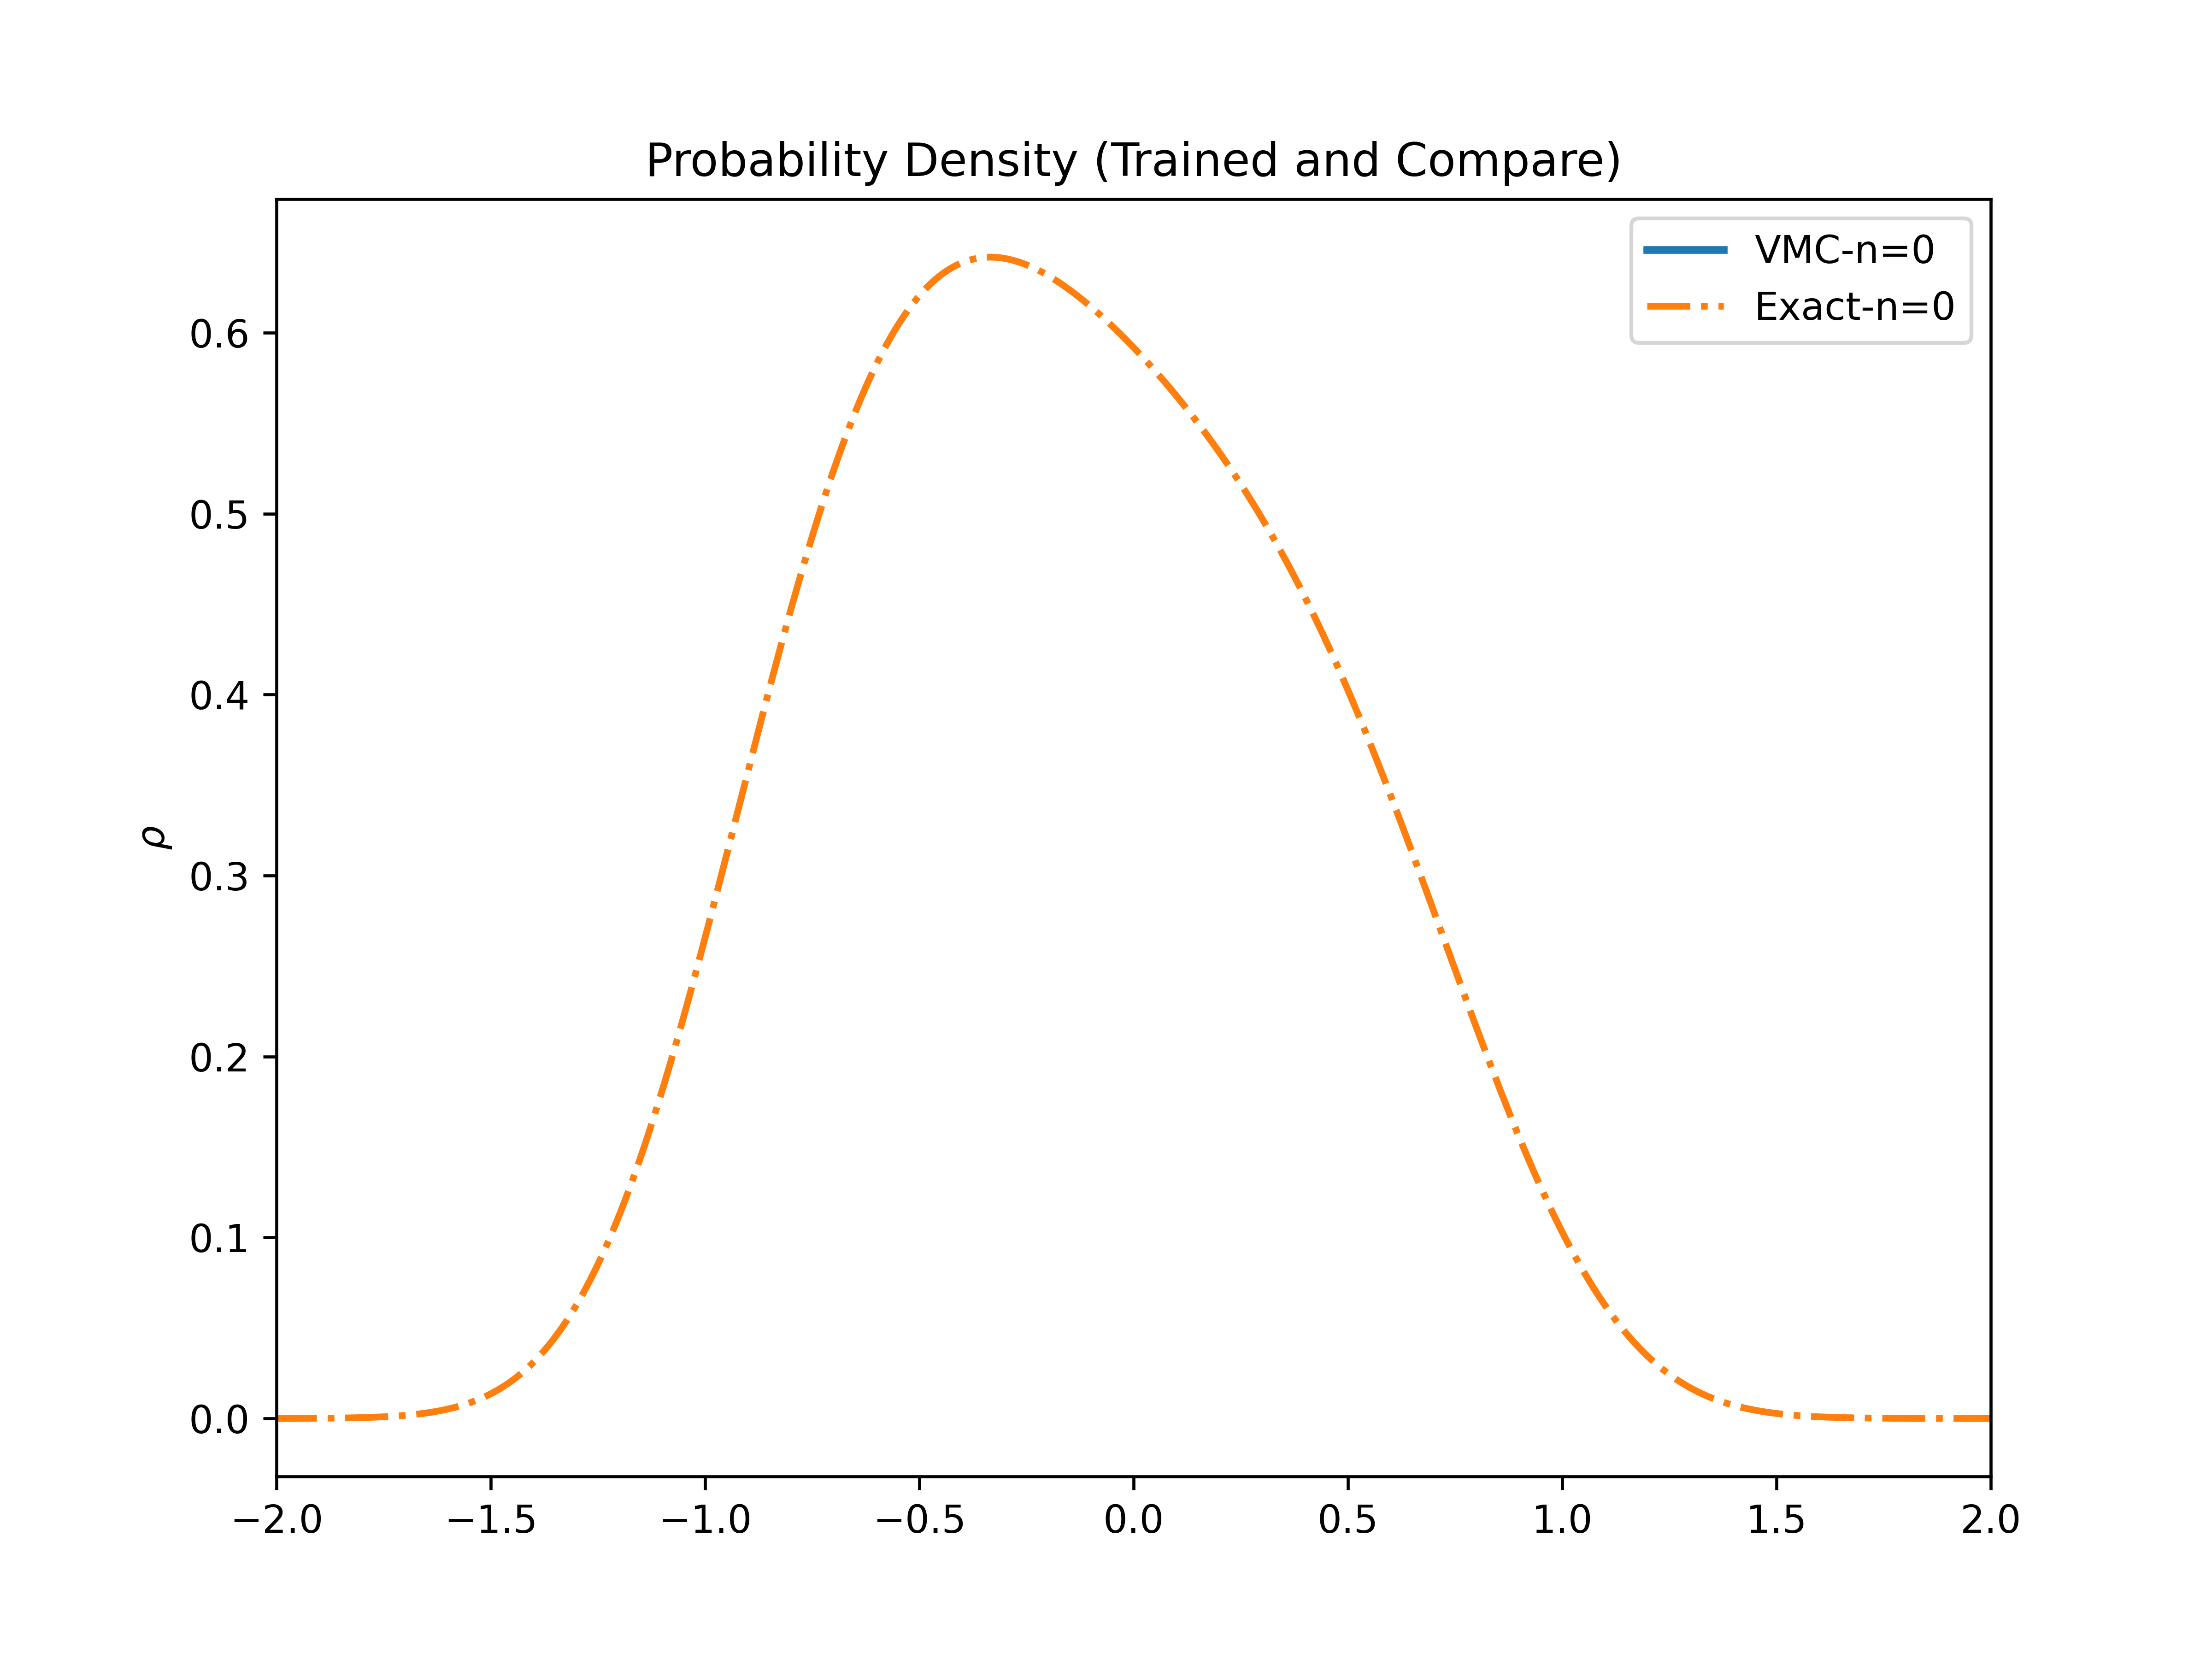 Probability Density (Trained and Compare)
VMC-n=0
Exact-n=0
ρ
0.6
0.5
0.4
0.3
0.2
0.1
0.0
−2.0 −1.5 −1.0 −0.5 0.0 0.5 1.0 1.5 2.0